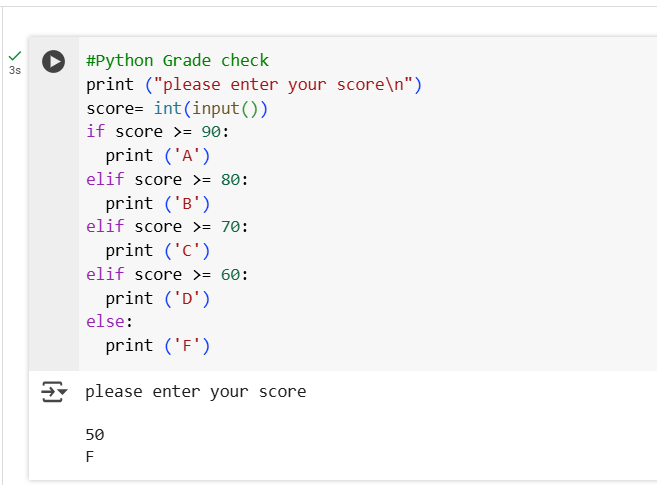 3s
#Python Grade check
print ("please enter your score\n")
score= int(input())
if score >= 90:
  print ('A')
elif score >= 80:
  print ('B')
elif score >= 70:
  print ('C')
elif score >= 60:
  print ('D')
else:
  print ('F')
please enter your score
50
F